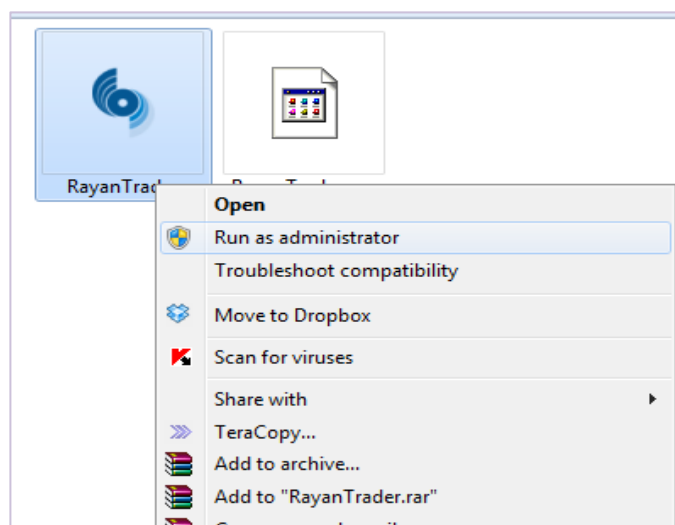 RayanTrad
Open
Run as administrator
Troubleshoot compatibility
Move to Dropbox
Scan for viruses
Share with
TeraCopy...
Add to archive...
Add to "RayanTrader.rar"